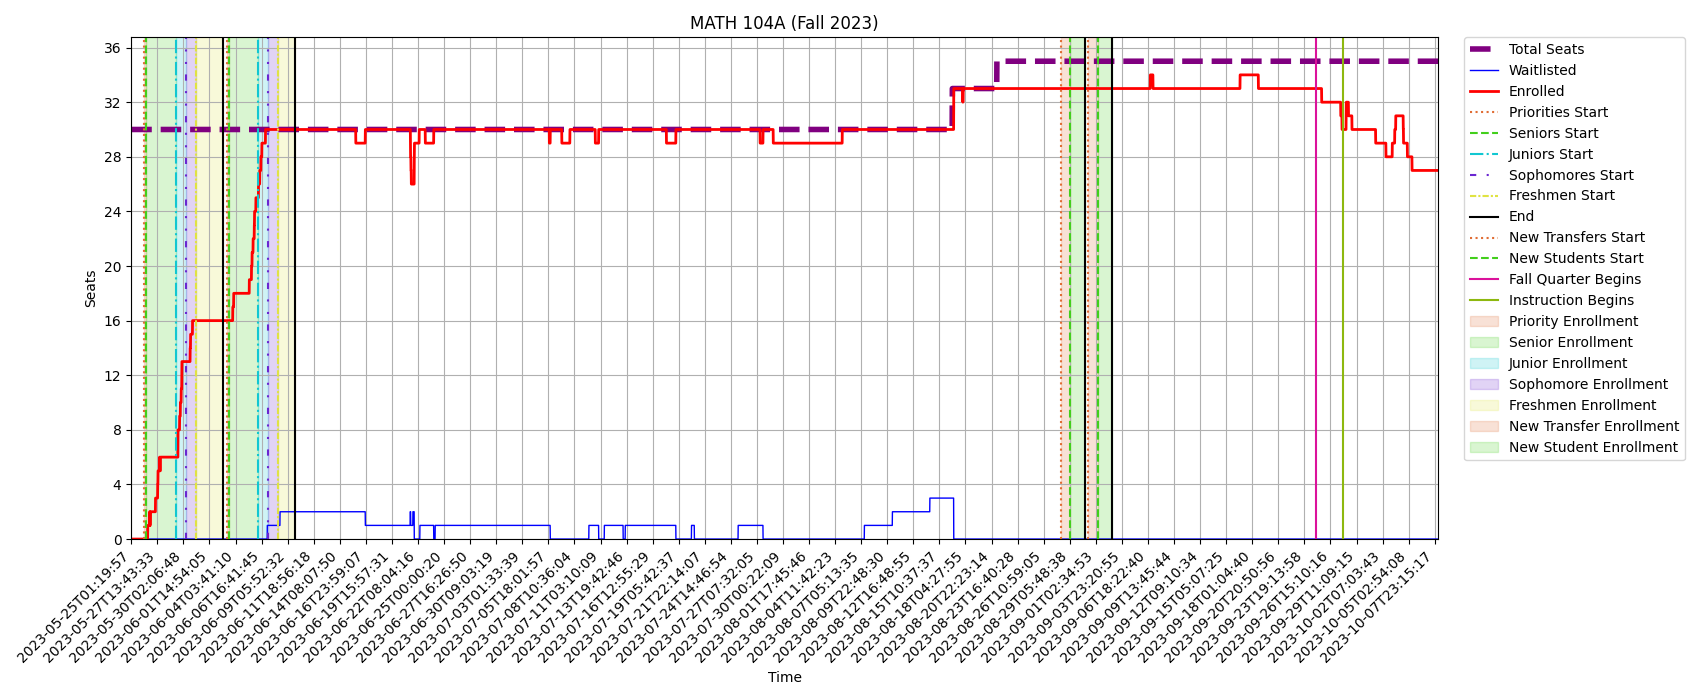 MATH 104A (Fall 2023)
36
32
28
24
20
16
12
8
4
0
Seats
2023-05-25T01:19:57
2023-05-27T13:43:33
2023-05-30T02:06:48
2023-06-01T14:54:05
2023-06-04T03:41:10
2023-06-06T16:41:45
2023-06-09T05:52:32
2023-06-11T18:56:18
2023-06-14T08:07:50
2023-06-16T23:59:07
2023-06-19T15:57:31
2023-06-22T08:04:16
2023-06-25T00:00:20
2023-06-27T16:26:50
2023-06-30T09:03:19
2023-07-03T01:33:39
2023-07-05T18:01:57
2023-07-08T10:36:04
2023-07-11T03:10:09
2023-07-13T19:42:46
2023-07-16T12:55:29
2023-07-19T05:42:37
2023-07-21T22:14:07
2023-07-24T14:46:54
2023-07-27T07:32:05
2023-07-30T00:22:09
2023-08-01T17:45:46
2023-08-04T11:42:23
2023-08-07T05:13:35
2023-08-09T22:48:30
2023-08-12T16:48:55
2023-08-15T10:37:37
2023-08-18T04:27:55
2023-08-20T22:23:14
2023-08-23T16:40:28
2023-08-26T10:59:05
2023-08-29T05:48:38
2023-09-01T02:34:53
2023-09-03T23:20:55
2023-09-06T18:22:40
2023-09-09T13:45:44
2023-09-12T09:10:34
2023-09-15T05:07:25
2023-09-18T01:04:40
2023-09-20T20:50:56
2023-09-23T19:13:58
2023-09-26T15:10:16
2023-09-29T11:09:15
2023-10-02T07:03:43
2023-10-05T02:54:08
2023-10-07T23:15:17
Time
Total Seats
Waitlisted
Enrolled
Priorities Start
Seniors Start
Juniors Start
Sophomores Start
Freshmen Start
End
New Transfers Start
New Students Start
Fall Quarter Begins
Instruction Begins
Priority Enrollment
Senior Enrollment
Junior Enrollment
Sophomore Enrollment
Freshmen Enrollment
New Transfer Enrollment
New Student Enrollment